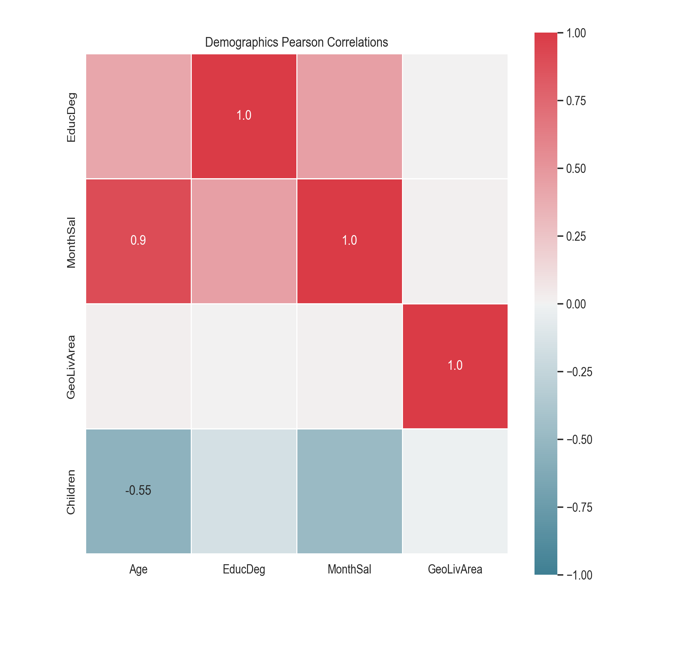 Demographics Pearson Correlations
EducDeg
1.0
MonthSal
0.9
1.0
GeoLivArea
1.0
Children
-0.55
Age
EducDeg
MonthSal
GeoLivArea
1.00
0.75
0.50
0.25
0.00
−0.25
−0.50
−0.75
−1.00